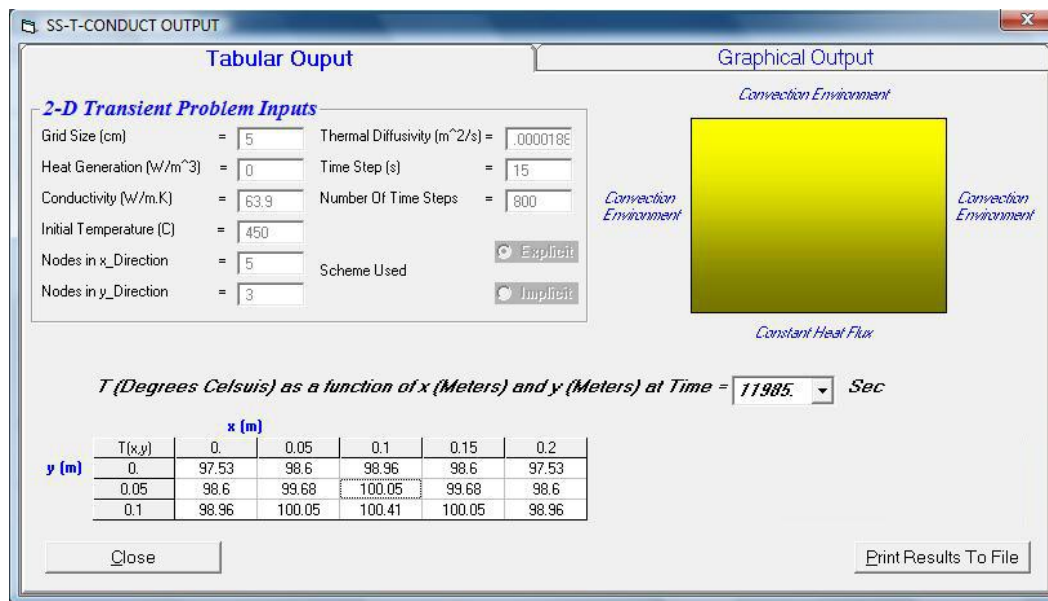 SS-T-CONDUCT OUTPUT
Tabular Ouput
Graphical Output
2-D Transient Problem Inputs
Grid Size (cm) = 5
Thermal Diffusivity (m^2/s) = .0000188
Heat Generation (W/m^3) = 0
Time Step (s) = 15
Conductivity (W/m.K) = 63.9
Number Of Time Steps = 800
Initial Temperature (C) = 450
Nodes in x_Direction = 5
Scheme Used
Explicit
Nodes in y_Direction = 3
Implicit
Convection Environment
Convection
Environment
Convection
Environment
Constant Heat Flux
T (Degrees Celsuis) as a function of x (Meters) and y (Meters) at Time = 11985. Sec
x (m)
y (m)
T(x,y) 0. 0.05 0.1 0.15 0.2
0. 97.53 98.6 98.96 98.6 97.53
0.05 98.6 99.68 100.05 99.68 98.6
0.1 98.96 100.05 100.41 100.05 98.96
Close
Print Results To File